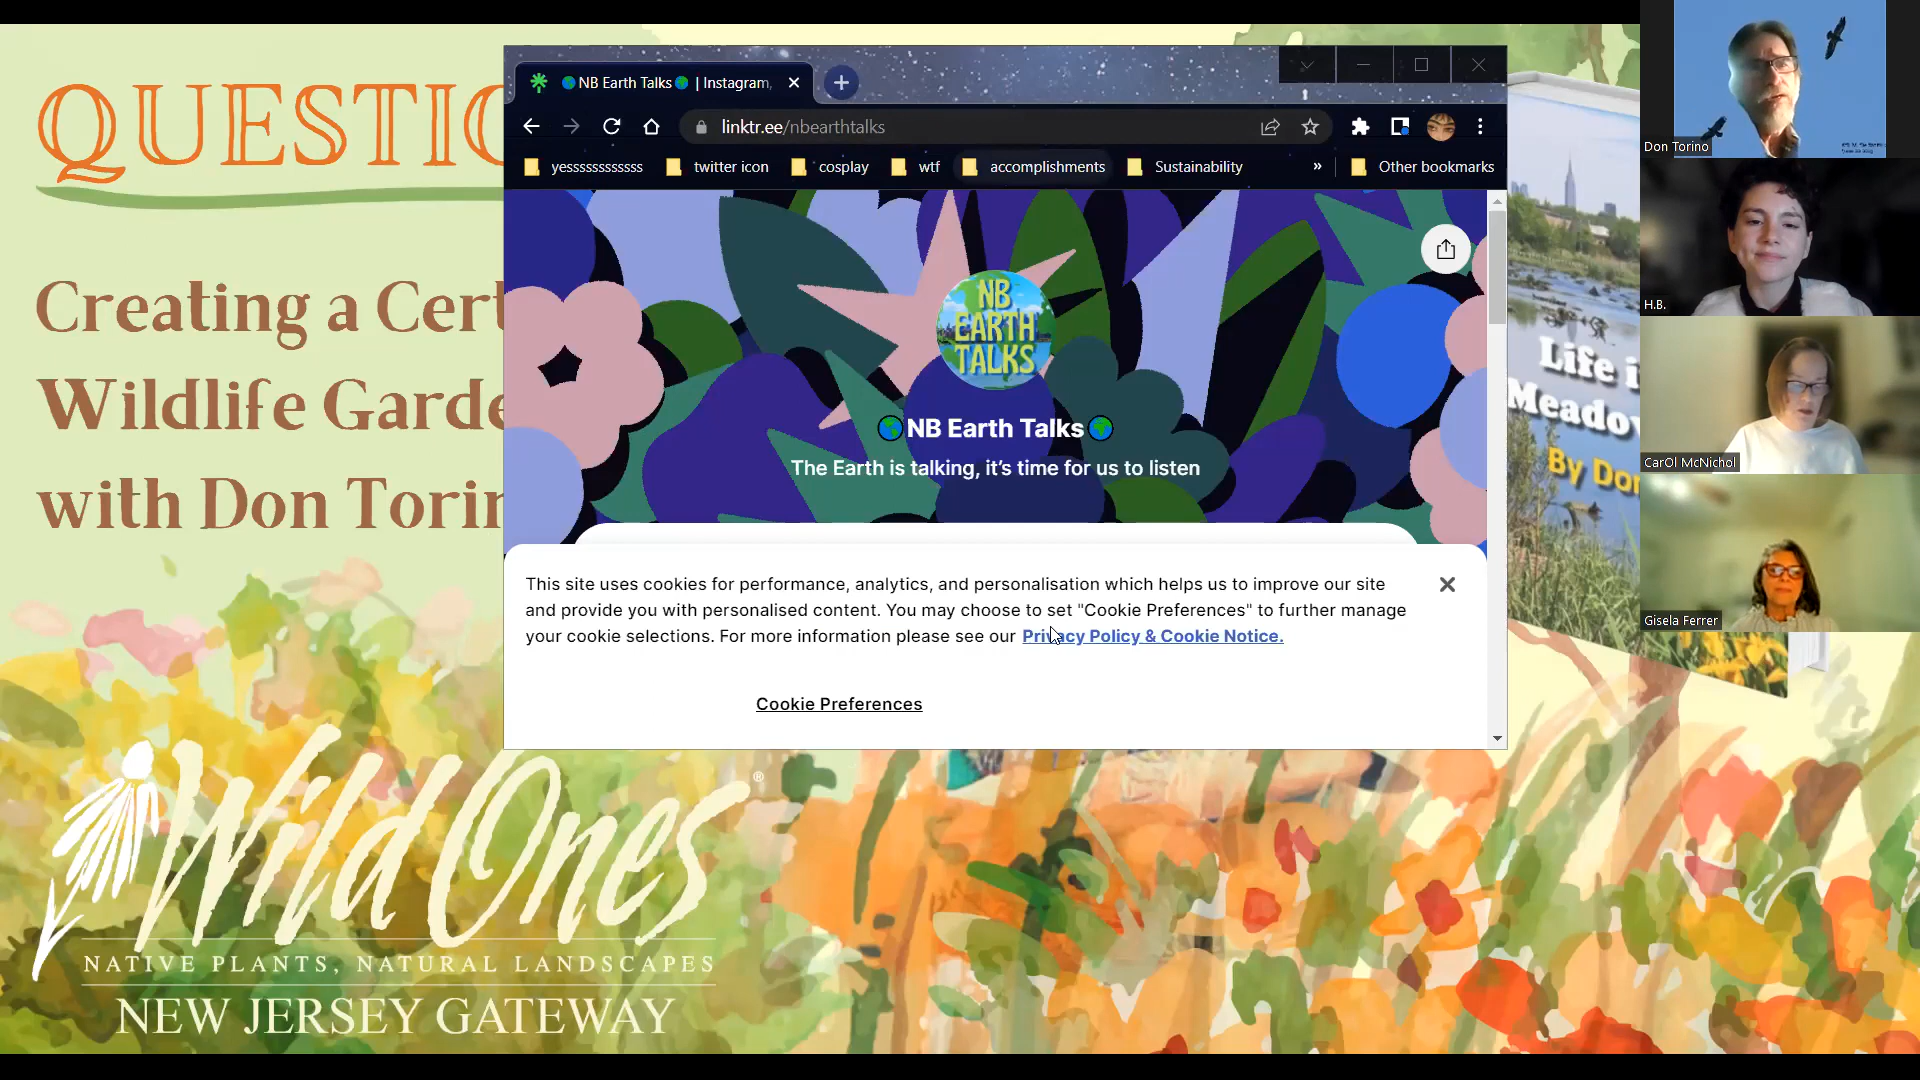 QUESTIO
Creating a Cert
Wildlife Garde
with Don Torin
Wild Ones®
NATIVE PLANTS, NATURAL LANDSCAPES
NEW JERSEY GATEWAY
NB Earth Talks | Instagram,
linktr.ee/nbearthtalks
yessssssssssss
twitter icon
cosplay
wtf
accomplishments
Sustainability
»
Other bookmarks
NB
EARTH
TALKS
NB Earth Talks
The Earth is talking, it's time for us to listen
This site uses cookies for performance, analytics, and personalisation which helps us to improve our site
and provide you with personalised content. You may choose to set "Cookie Preferences" to further manage
your cookie selections. For more information please see our Privacy Policy & Cookie Notice.
Cookie Preferences
Life i
Meadow
By Don
Don Torino
H.B.
CarOl McNichol
Gisela Ferrer